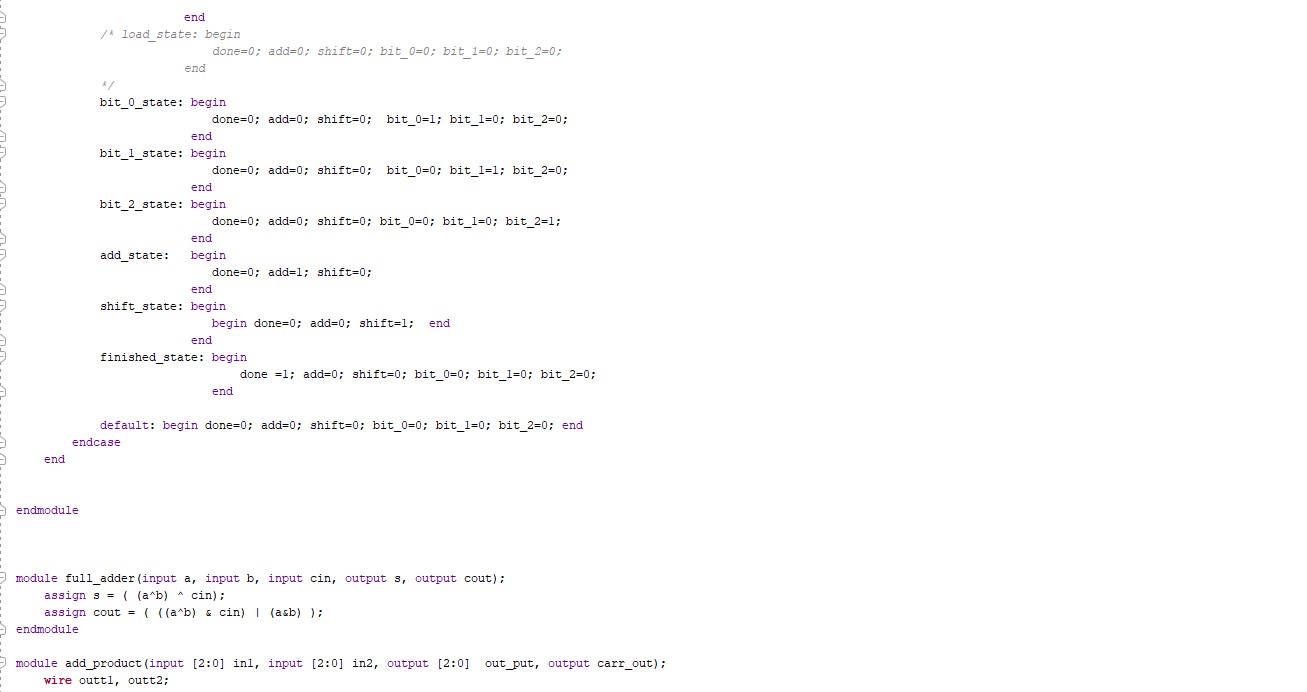 end
/* load_state: begin
done=0; add=0; shift=0; bit_0=0; bit_1=0; bit_2=0;
end
*/
bit_0_state: begin
done=0; add=0; shift=0;  bit_0=1; bit_1=0; bit_2=0;
end
bit_1_state: begin
done=0; add=0; shift=0;  bit_0=0; bit_1=1; bit_2=0;
end
bit_2_state: begin
done=0; add=0; shift=0; bit_0=0; bit_1=0; bit_2=1;
end
add_state:   begin
done=0; add=1; shift=0;
end
shift_state: begin
begin done=0; add=0; shift=1;  end
end
finished_state: begin
done =1; add=0; shift=0; bit_0=0; bit_1=0; bit_2=0;
end
default: begin done=0; add=0; shift=0; bit_0=0; bit_1=0; bit_2=0; end
endcase
end
endmodule
module full_adder(input a, input b, input cin, output s, output cout);
assign s = ( (a^b) ^ cin);
assign cout = ( ((a^b) & cin) | (a&b) );
endmodule
module add_product(input [2:0] in1, input [2:0] in2, output [2:0]  out_put, output carr_out);
wire outt1, outt2;